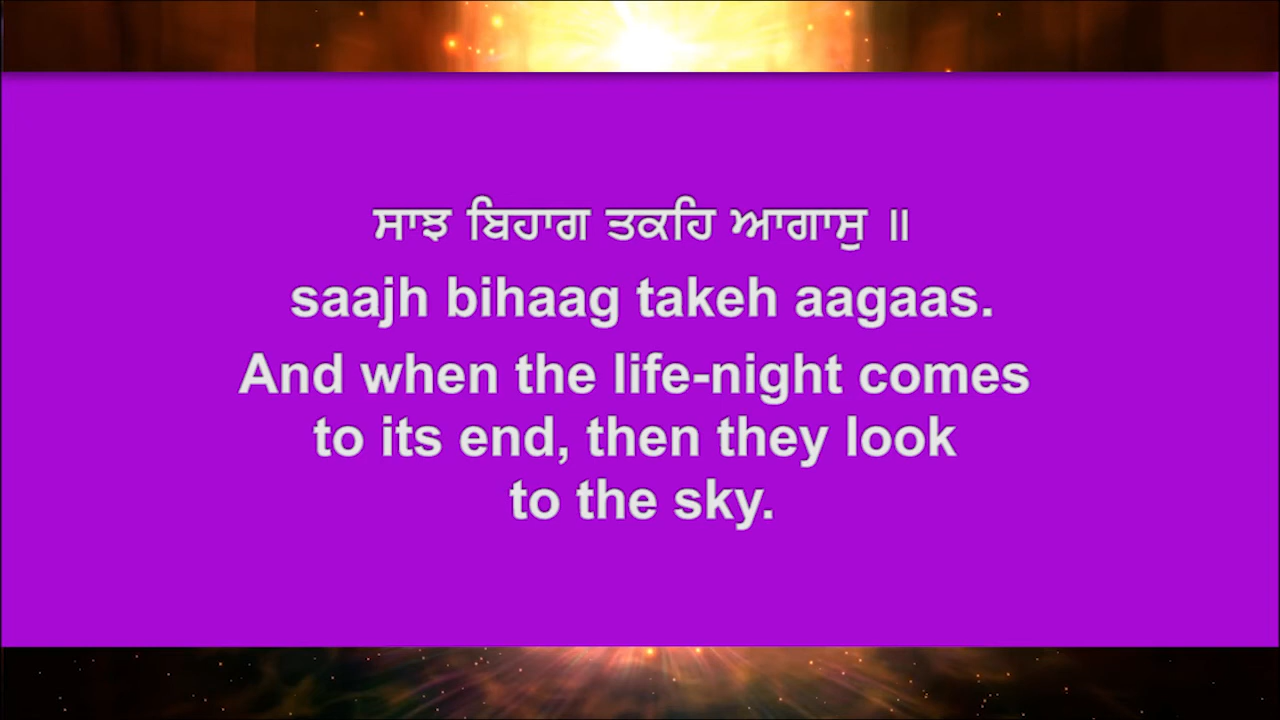 ਸਾਝ ਬਿਹਾਗ ਤਕਹਿ ਆਗਾਸੁ ॥
saajh bihaag takeh aagaas.
And when the life-night comes
to its end, then they look
to the sky.